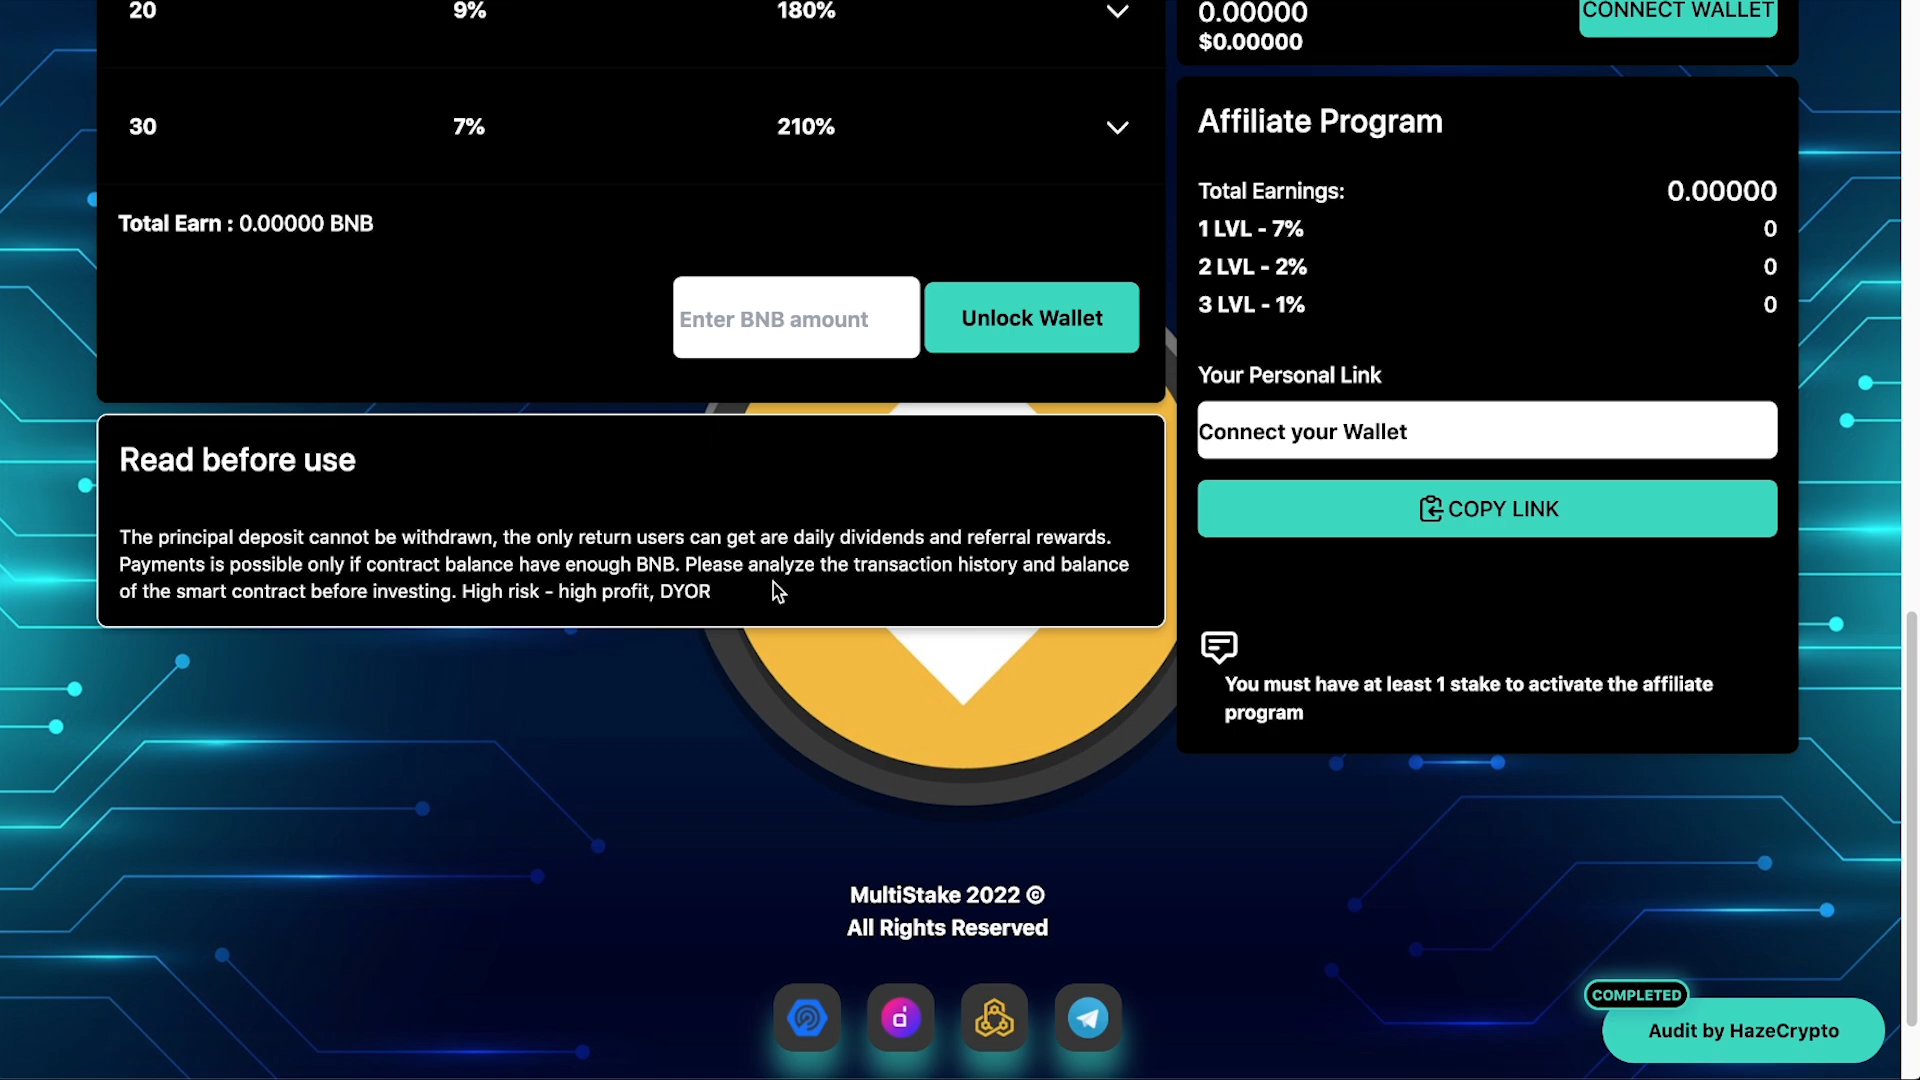 20 9% 180%
30 7% 210%
Total Earn : 0.00000 BNB
Enter BNB amount
Unlock Wallet
Read before use
The principal deposit cannot be withdrawn, the only return users can get are daily dividends and referral rewards.
Payments is possible only if contract balance have enough BNB. Please analyze the transaction history and balance
of the smart contract before investing. High risk - high profit, DYOR
0.00000
$0.00000
CONNECT WALLET
Affiliate Program
Total Earnings: 0.00000
1 LVL - 7% 0
2 LVL - 2% 0
3 LVL - 1% 0
Your Personal Link
Connect your Wallet
COPY LINK
You must have at least 1 stake to activate the affiliate
program
MultiStake 2022 ©
All Rights Reserved
COMPLETED
Audit by HazeCrypto